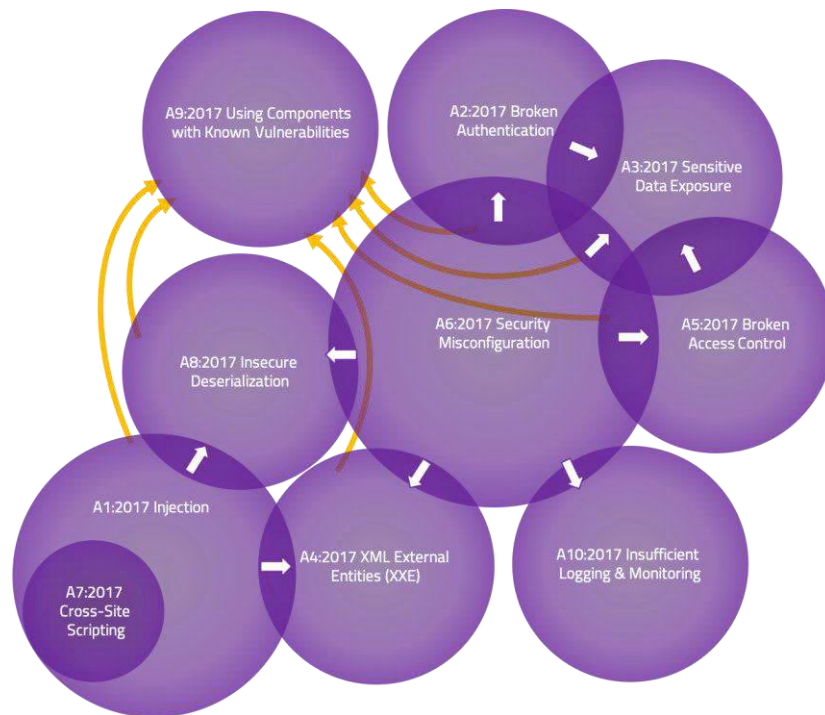 A9:2017 Using Components
with Known Vulnerabilities
A2:2017 Broken
Authentication
A3:2017 Sensitive
Data Exposure
A6:2017 Security
Misconfiguration
A5:2017 Broken
Access Control
A8:2017 Insecure
Deserialization
A1:2017 Injection
A4:2017 XML External
Entities (XXE)
A10:2017 Insufficient
Logging & Monitoring
A7:2017
Cross-Site
Scripting